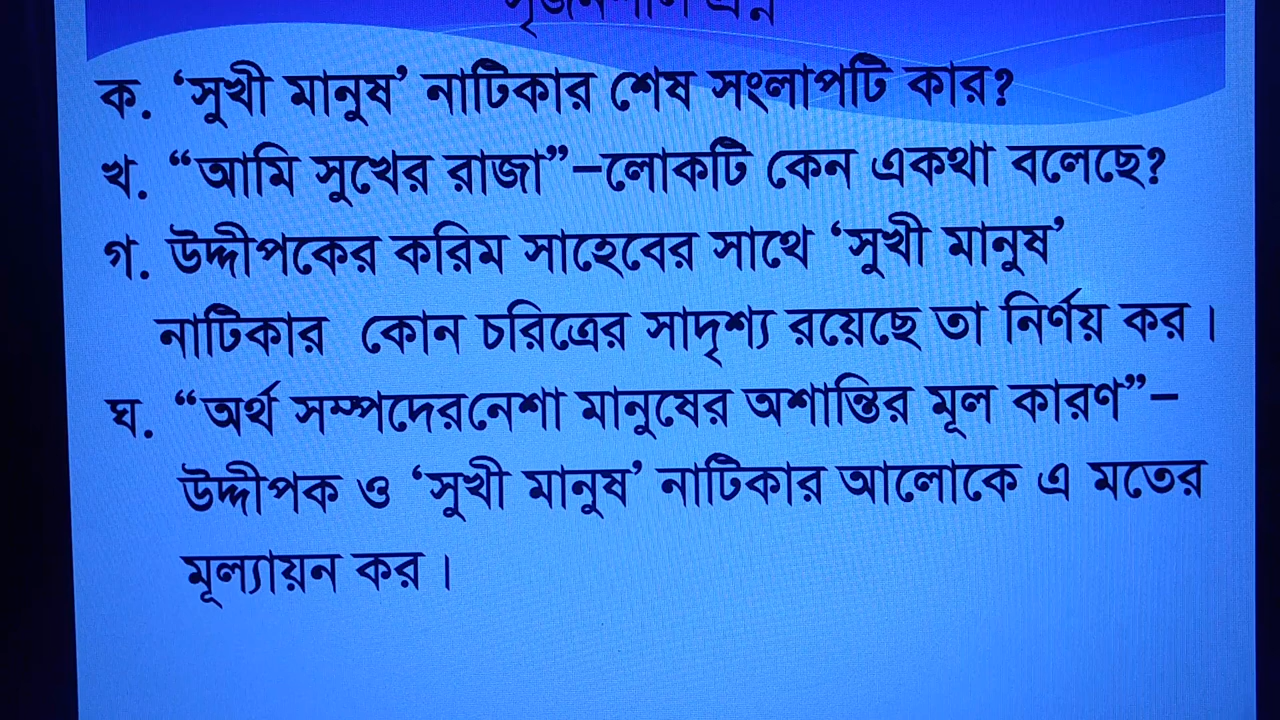 ক. ‘সুখী মানুষ’ নাটিকার শেষ সংলাপটি কার?
খ. “আমি সুখের রাজা”–লোকটি কেন একথা বলেছে?
গ. উদ্দীপকের করিম সাহেবের সাথে ‘সুখী মানুষ’
নাটিকার কোন চরিত্রের সাদৃশ্য রয়েছে তা নির্ণয় কর।
ঘ. “অর্থ সম্পদেরনেশা মানুষের অশান্তির মূল কারণ”–
উদ্দীপক ও ‘সুখী মানুষ’ নাটিকার আলোকে এ মতের
মূল্যায়ন কর।